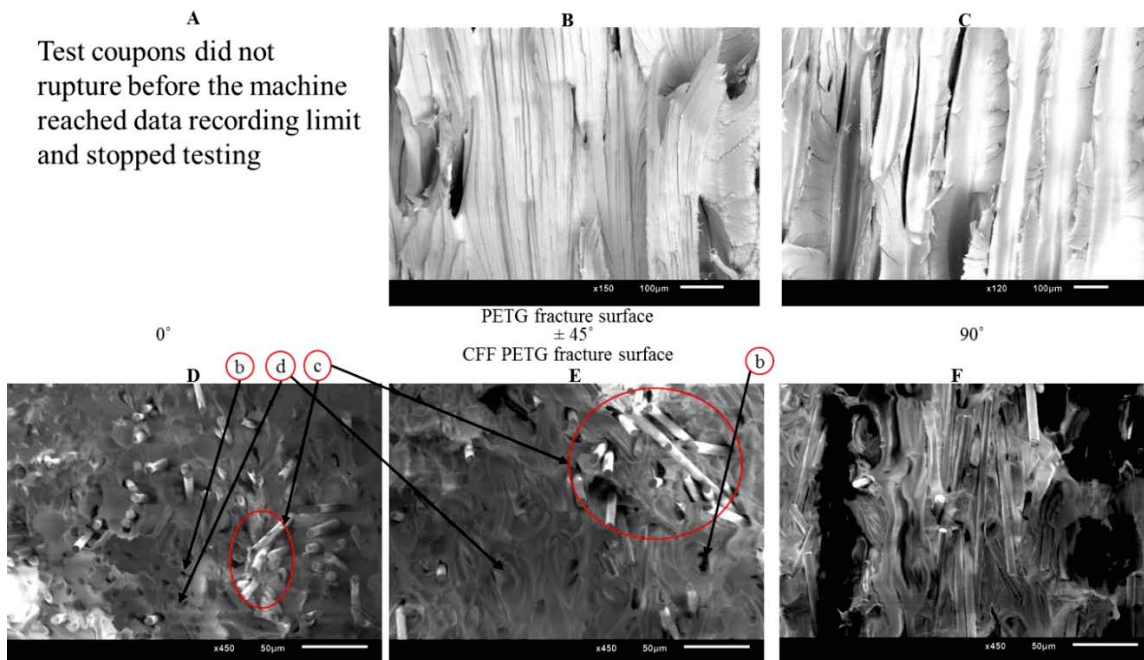 A
B
C
Test coupons did not
rupture before the machine
reached data recording limit
and stopped testing
x150 100µm
x120 100µm
PETG fracture surface
0° ± 45° 90°
CFF PETG fracture surface
b d c b
D
E
F
x450 50µm
x450 50µm
x450 50µm